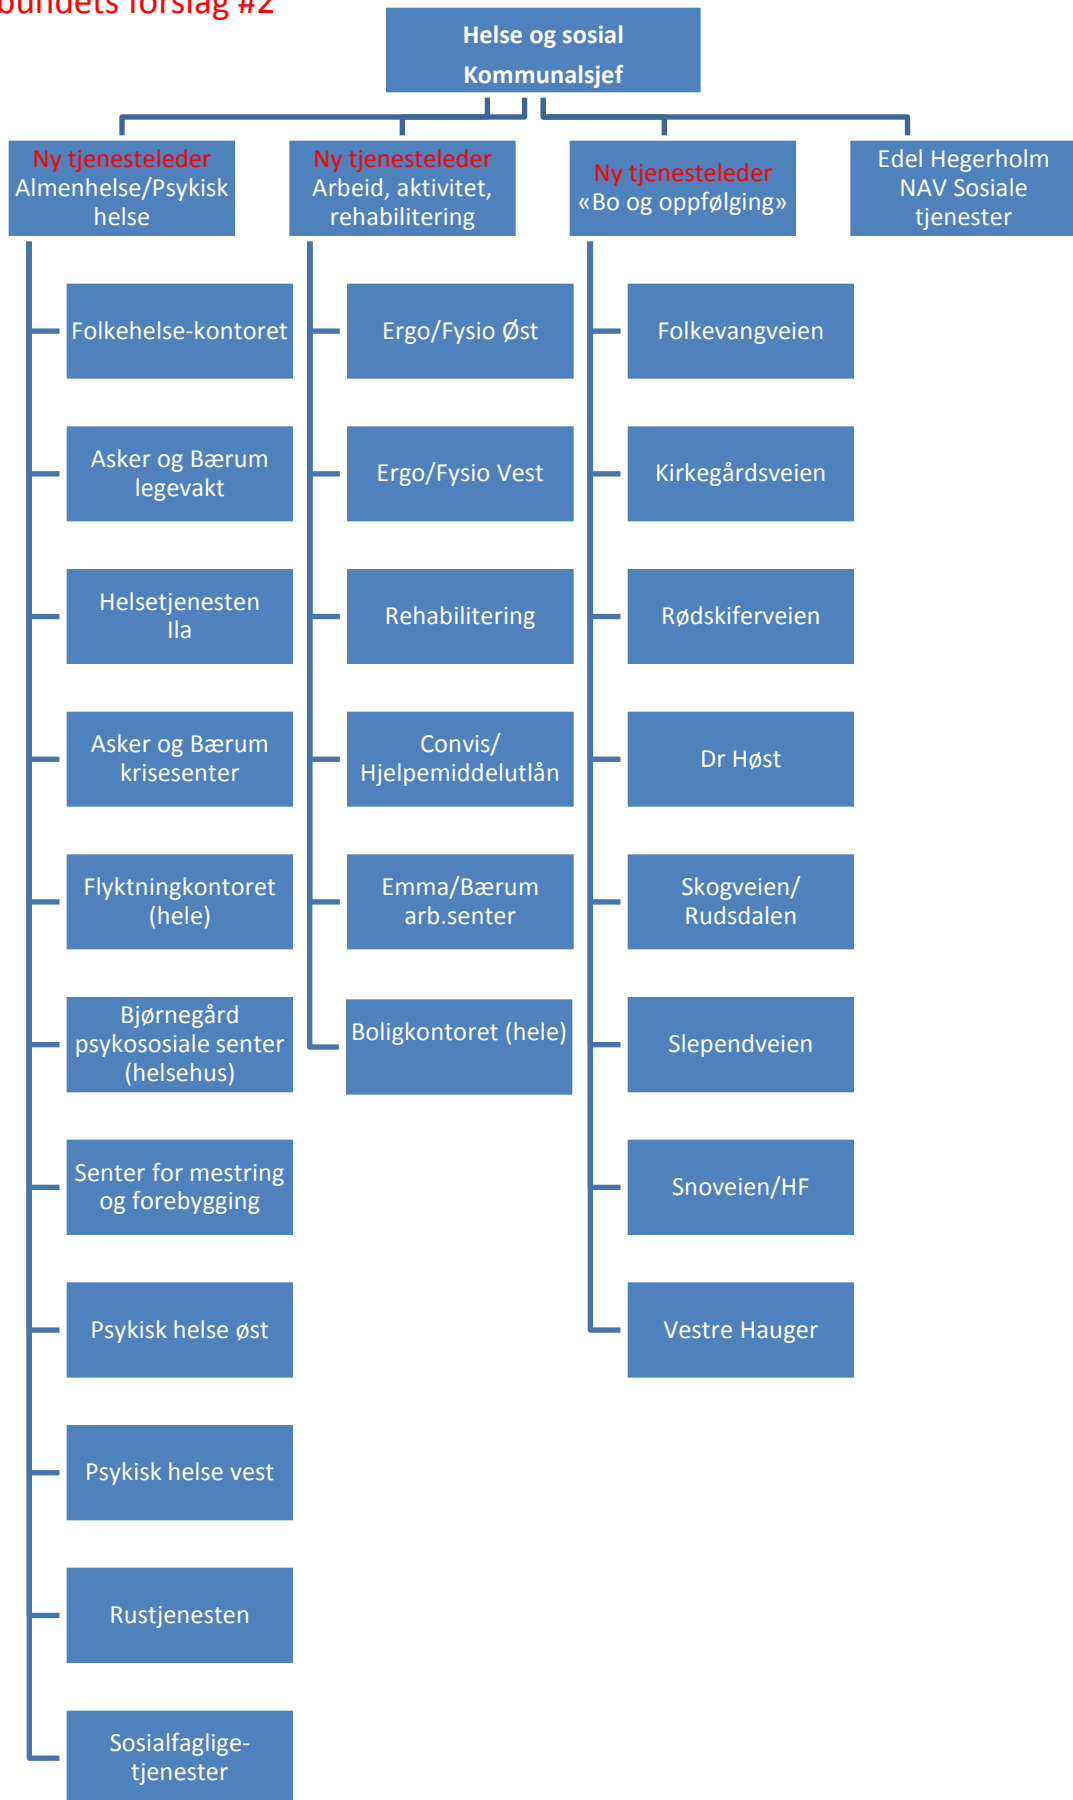 forslag #2
Helse og sosial
Kommunalsjef
Ny tjenesteleder
Almenhelse/Psykisk
helse
Ny tjenesteleder
Arbeid, aktivitet,
rehabilitering
Ny tjenesteleder
«Bo og oppfølging»
Edel Hegerholm
NAV Sosiale
tjenester
Folkehelse-kontoret
Asker og Bærum
legevakt
Helsetjenesten
Ila
Asker og Bærum
krisesenter
Flyktningkontoret
(hele)
Bjørnegård
psykososiale senter
(helsehus)
Senter for mestring
og forebygging
Psykisk helse øst
Psykisk helse vest
Rustjenesten
Sosialfaglige-
tjenester
Ergo/Fysio Øst
Ergo/Fysio Vest
Rehabilitering
Convis/
Hjelpemiddelutlån
Emma/Bærum
arb.senter
Boligkontoret (hele)
Folkevangveien
Kirkegårdsveien
Rødskiferveien
Dr Høst
Skogveien/
Rudsdalen
Slependveien
Snoveien/HF
Vestre Hauger